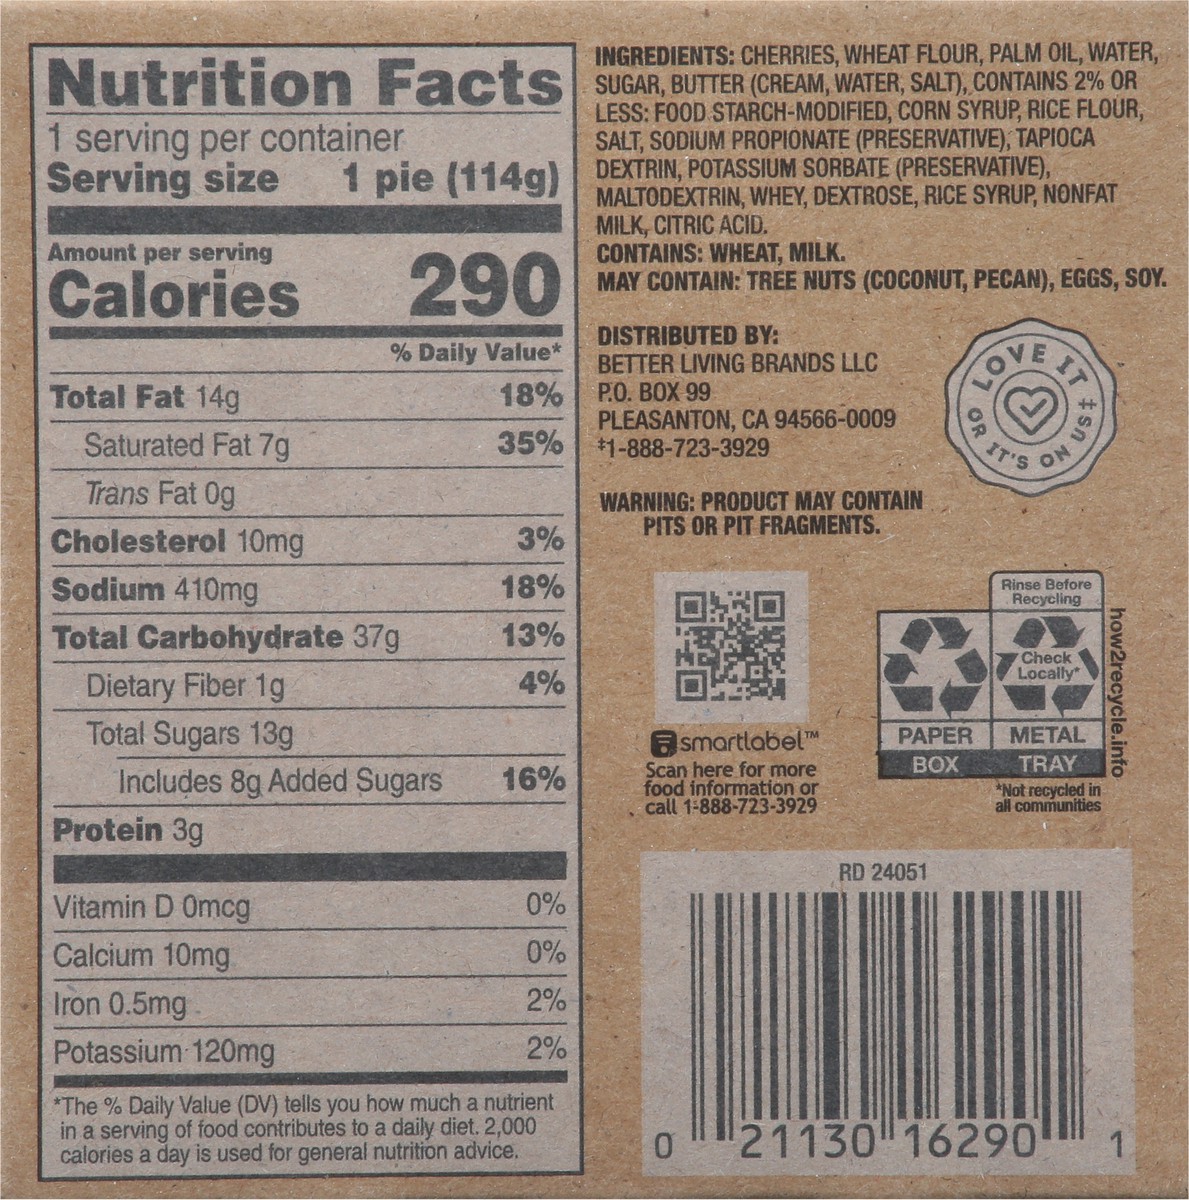 Nutrition Facts
1 serving per container
Serving size 1 pie (114g)
Amount per serving
Calories 290
% Daily Value*
Total Fat 14g 18%
Saturated Fat 7g 35%
Trans Fat 0g
Cholesterol 10mg 3%
Sodium 410mg 18%
Total Carbohydrate 37g 13%
Dietary Fiber 1g 4%
Total Sugars 13g
Includes 8g Added Sugars 16%
Protein 3g
Vitamin D 0mcg 0%
Calcium 10mg 0%
Iron 0.5mg 2%
Potassium 120mg 2%
*The % Daily Value (DV) tells you how much a nutrient
in a serving of food contributes to a daily diet. 2,000
calories a day is used for general nutrition advice.
INGREDIENTS: CHERRIES, WHEAT FLOUR, PALM OIL, WATER,
SUGAR, BUTTER (CREAM, WATER, SALT), CONTAINS 2% OR
LESS: FOOD STARCH-MODIFIED, CORN SYRUP, RICE FLOUR,
SALT, SODIUM PROPIONATE (PRESERVATIVE), TAPIOCA
DEXTRIN, POTASSIUM SORBATE (PRESERVATIVE),
MALTODEXTRIN, WHEY, DEXTROSE, RICE SYRUP, NONFAT
MILK, CITRIC ACID.
CONTAINS: WHEAT, MILK.
MAY CONTAIN: TREE NUTS (COCONUT, PECAN), EGGS, SOY.
DISTRIBUTED BY:
BETTER LIVING BRANDS LLC
P.O. BOX 99
PLEASANTON, CA 94566-0009
‡1-888-723-3929
LOVE IT
OR IT'S ON US‡
WARNING: PRODUCT MAY CONTAIN
PITS OR PIT FRAGMENTS.
smartlabel™
Scan here for more
food information or
call 1-888-723-3929
Rinse Before
Recycling
Check
Locally*
PAPER METAL
BOX TRAY
how2recycle.info
*Not recycled in
all communities
RD 24051
0 21130 16290 1